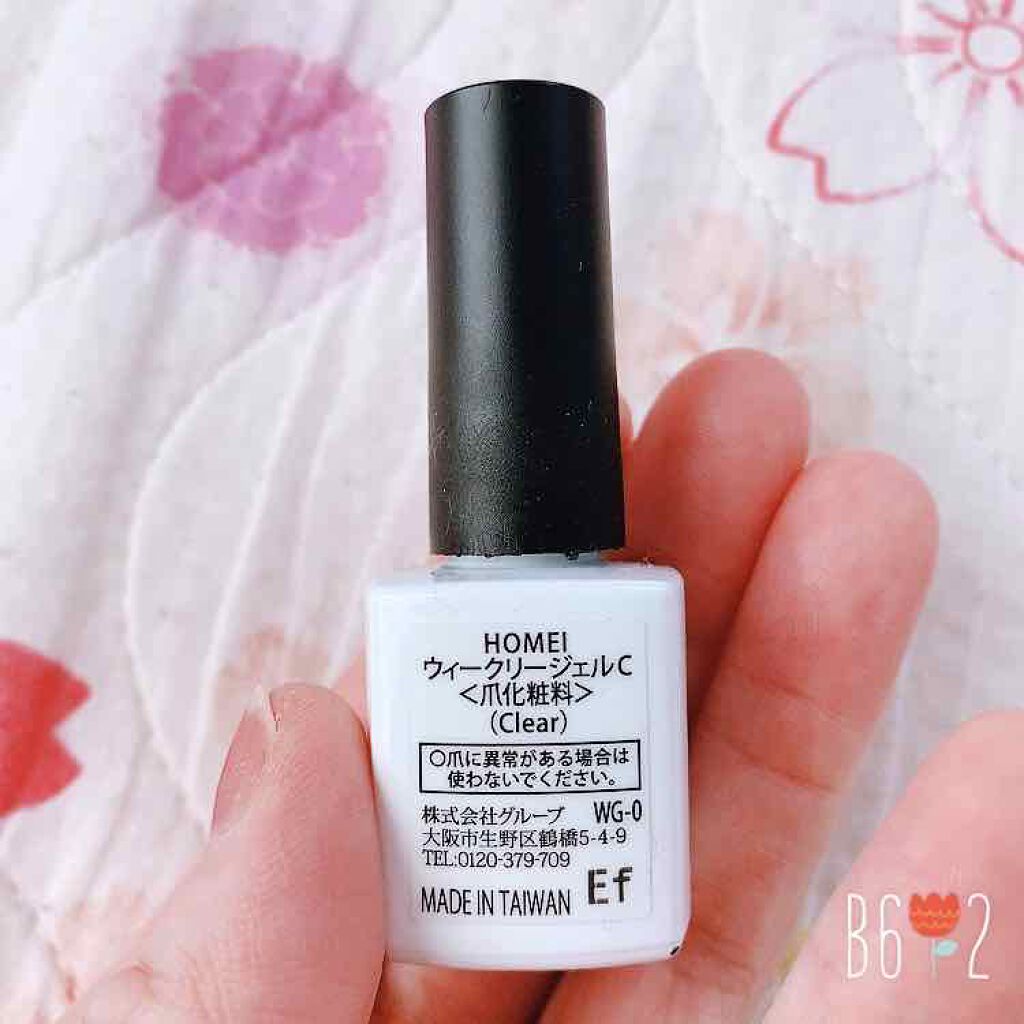 HOMEI
ウィークリージェルC
<爪化粧料>
(Clear)
○爪に異常がある場合は
使わないでください。
株式会社グループ WG-0
大阪市生野区鶴橋5-4-9
TEL:0120-379-709
MADE IN TAIWAN Ef
B6 2